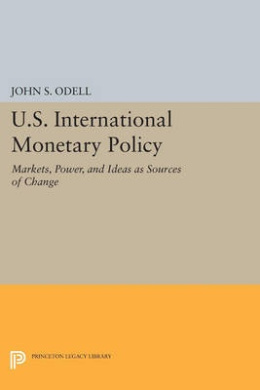 JOHN S. ODELL
U.S. International
Monetary Policy
Markets, Power, and Ideas as Sources
of Change
PRINCETON LEGACY LIBRARY